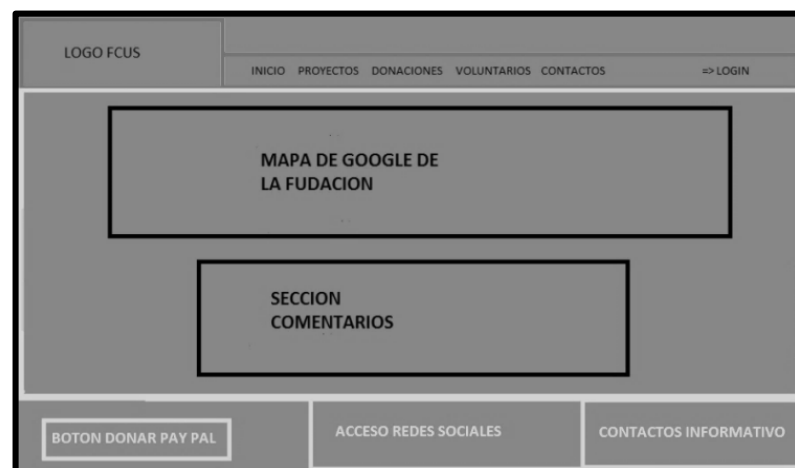 LOGO FCUS
INICIO PROYECTOS DONACIONES VOLUNTARIOS CONTACTOS => LOGIN
MAPA DE GOOGLE DE
LA FUDACION
SECCION
COMENTARIOS
BOTON DONAR PAY PAL
ACCESO REDES SOCIALES
CONTACTOS INFORMATIVO